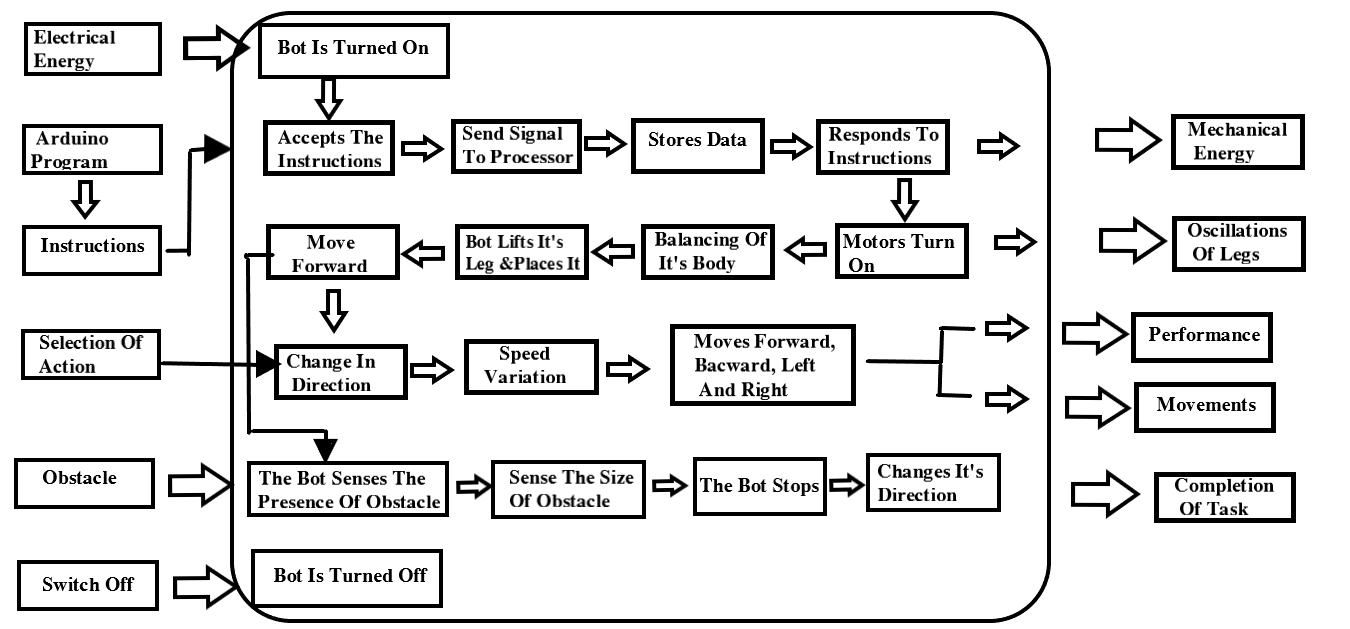 Electrical
Energy
Bot Is Turned On
Arduino
Program
Accepts The
Instructions
Send Signal
To Processor
Stores Data
Responds To
Instructions
Mechanical
Energy
Instructions
Move
Forward
Bot Lifts It's
Leg &Places It
Balancing Of
It's Body
Motors Turn
On
Oscillations
Of Legs
Selection Of
Action
Change In
Direction
Speed
Variation
Moves Forward,
Bacward, Left
And Right
Performance
Movements
Obstacle
The Bot Senses The
Presence Of Obstacle
Sense The Size
Of Obstacle
The Bot Stops
Changes It's
Direction
Completion
Of Task
Switch Off
Bot Is Turned Off